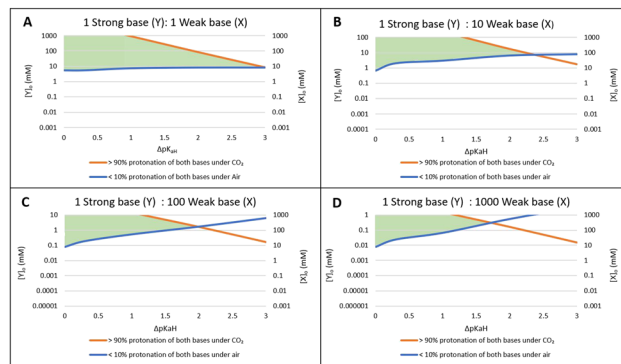 A
1 Strong base (Y): 1 Weak base (X)
1000
100
10
1
0.1
0.01
0.001
[Y]₀ (mM)
1000
100
10
1
0.1
0.01
0.001
[X]₀ (mM)
0 0.5 1 1.5 2 2.5 3
ΔpKaH
> 90% protonation of both bases under CO₂
< 10% protonation of both bases under Air
B
1 Strong base (Y) : 10 Weak base (X)
100
10
1
0.1
0.01
0.001
0.0001
[Y]₀ (mM)
1000
100
10
1
0.1
0.01
0.001
[X]₀ (mM)
0 0.5 1 1.5 2 2.5 3
ΔpKaH
> 90% protonation of both bases under CO₂
< 10% protonation of both bases under Air
C
1 Strong base (Y) : 100 Weak base (X)
10
1
0.1
0.01
0.001
0.0001
0.00001
[Y]₀ (mM)
1000
100
10
1
0.1
0.01
0.001
[X]₀ (mM)
0 0.5 1 1.5 2 2.5 3
ΔpKaH
> 90% protonation of both bases under CO₂
< 10% protonation of both bases under air
D
1 Strong base (Y) : 1000 Weak base (X)
1
0.1
0.01
0.001
0.0001
0.00001
0.000001
[Y]₀ (mM)
1000
100
10
1
0.1
0.01
0.001
[X]₀ (mM)
0 0.5 1 1.5 2 2.5 3
ΔpKaH
> 90% protonation of both bases under CO₂
< 10% protonation of both bases under air